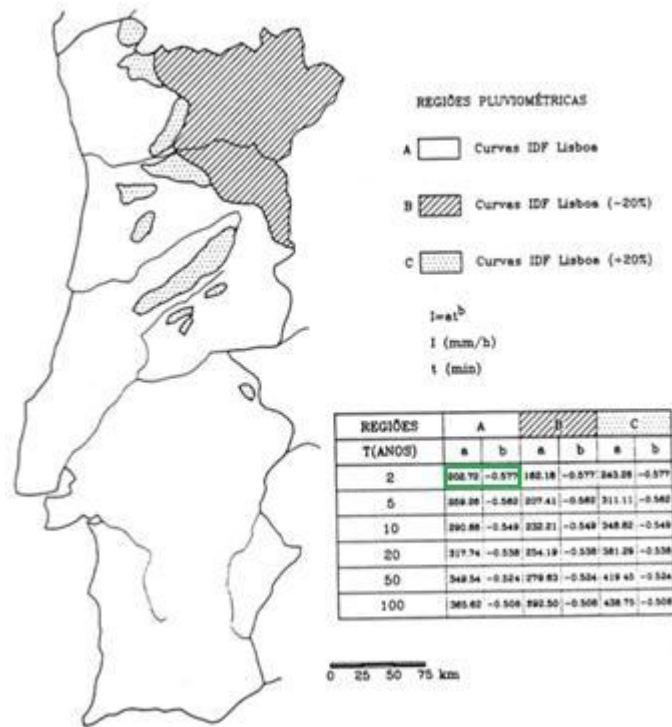 REGIÕES PLUVIOMÉTRICAS
A Curvas IDF Lisboa
B Curvas IDF Lisboa (-20%)
C Curvas IDF Lisboa (+20%)
I=at^b
I (mm/h)
t (min)
REGIÕES A B C
T(ANOS) a b a b a b
2 202.72 -0.577 162.18 -0.577 243.26 -0.577
5 259.26 -0.562 207.41 -0.562 311.11 -0.562
10 290.68 -0.549 232.21 -0.549 348.82 -0.549
20 317.74 -0.538 254.19 -0.538 381.29 -0.538
50 349.54 -0.524 279.63 -0.524 419.45 -0.524
100 365.62 -0.508 292.50 -0.508 438.75 -0.508
0 25 50 75 km